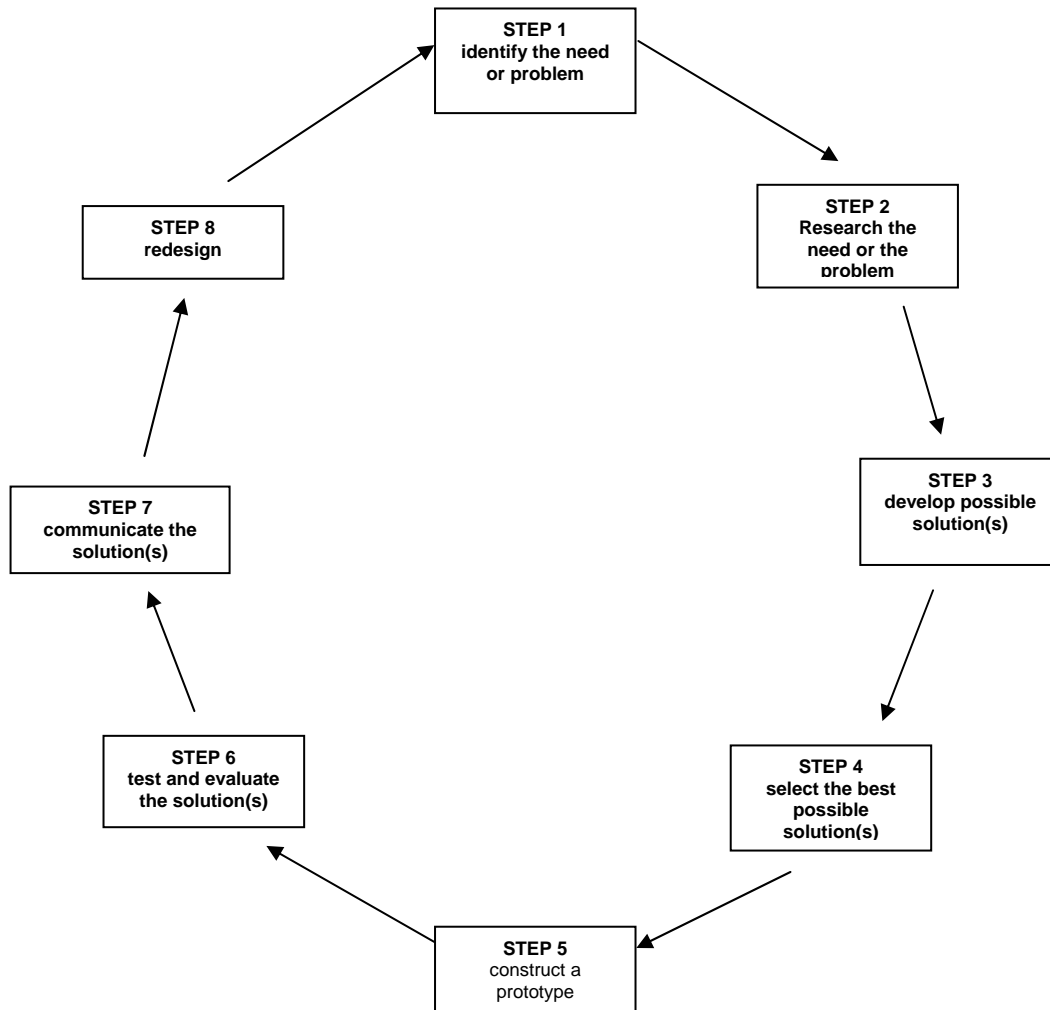 STEP 1
identify the need
or problem
STEP 2
Research the
need or the
problem
STEP 3
develop possible
solution(s)
STEP 4
select the best
possible
solution(s)
STEP 5
construct a
prototype
STEP 6
test and evaluate
the solution(s)
STEP 7
communicate the
solution(s)
STEP 8
redesign